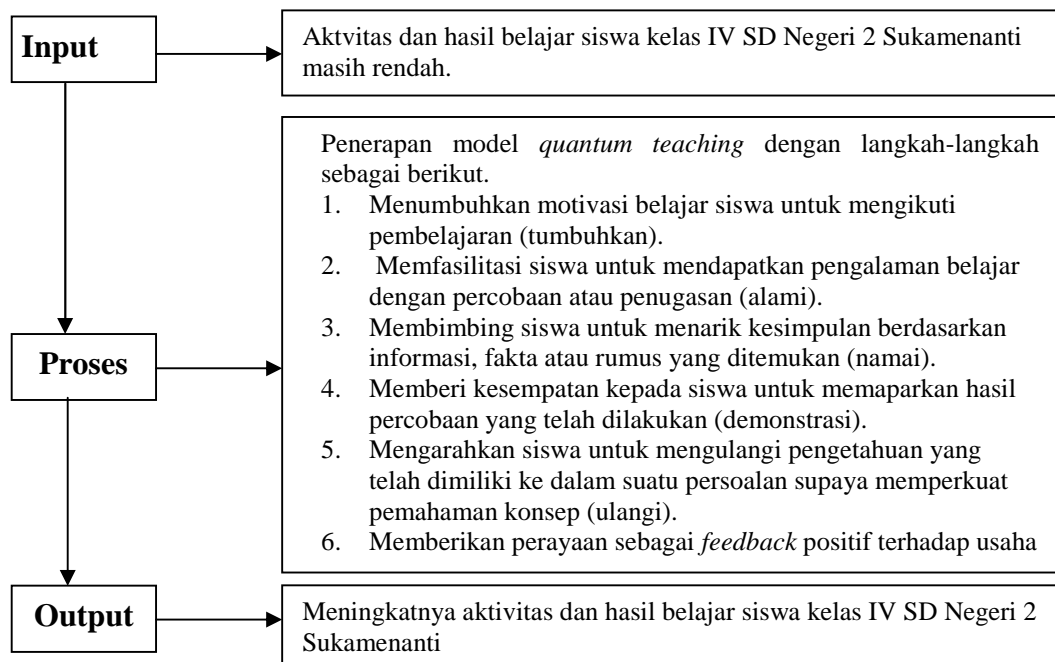 Input
Aktvitas dan hasil belajar siswa kelas IV SD Negeri 2 Sukamenanti
masih rendah.
Proses
Penerapan model quantum teaching dengan langkah-langkah
sebagai berikut.
1. Menumbuhkan motivasi belajar siswa untuk mengikuti
pembelajaran (tumbuhkan).
2. Memfasilitasi siswa untuk mendapatkan pengalaman belajar
dengan percobaan atau penugasan (alami).
3. Membimbing siswa untuk menarik kesimpulan berdasarkan
informasi, fakta atau rumus yang ditemukan (namai).
4. Memberi kesempatan kepada siswa untuk memaparkan hasil
percobaan yang telah dilakukan (demonstrasi).
5. Mengarahkan siswa untuk mengulangi pengetahuan yang
telah dimiliki ke dalam suatu persoalan supaya memperkuat
pemahaman konsep (ulangi).
6. Memberikan perayaan sebagai feedback positif terhadap usaha
Output
Meningkatnya aktivitas dan hasil belajar siswa kelas IV SD Negeri 2
Sukamenanti